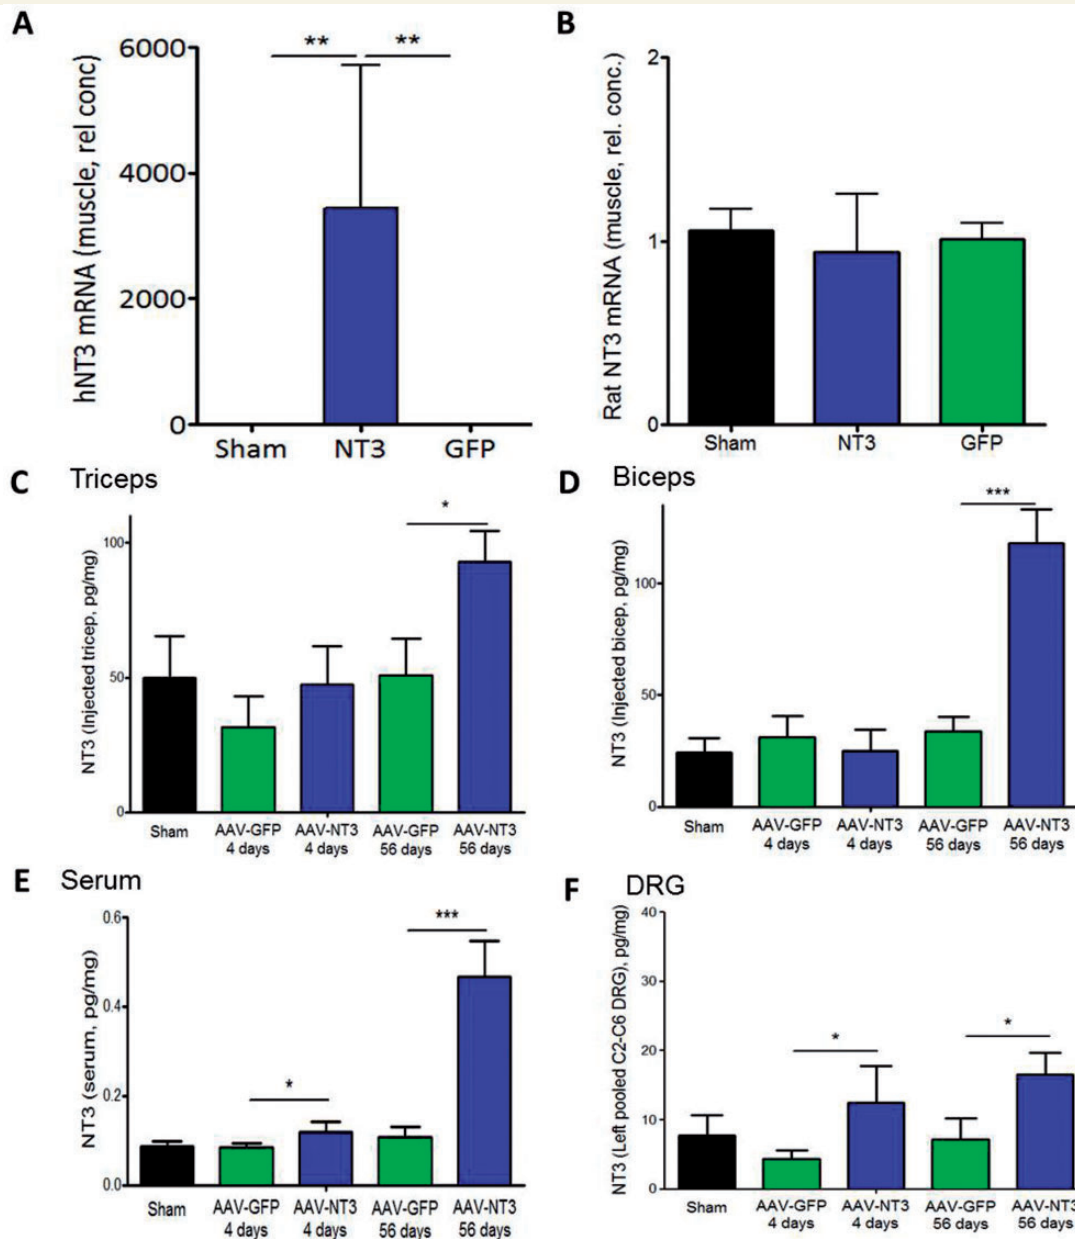 A
**
**
6000
4000
2000
0
hNT3 mRNA (muscle, rel conc)
Sham NT3 GFP
B
2
1
0
Rat NT3 mRNA (muscle, rel. conc.)
Sham NT3 GFP
C Triceps
*
100
50
0
NT3 (Injected tricep, pg/mg)
Sham AAV-GFP AAV-NT3 AAV-GFP AAV-NT3
4 days 4 days 56 days 56 days
D Biceps
***
100
50
0
NT3 (Injected bicep, pg/mg)
Sham AAV-GFP AAV-NT3 AAV-GFP AAV-NT3
4 days 4 days 56 days 56 days
E Serum
***
*
0.6
0.4
0.2
0.0
NT3 (serum, pg/mg)
Sham AAV-GFP AAV-NT3 AAV-GFP AAV-NT3
4 days 4 days 56 days 56 days
F DRG
*
*
40
30
20
10
0
NT3 (Left pooled C2-C6 DRG), pg/mg)
Sham AAV-GFP AAV-NT3 AAV-GFP AAV-NT3
4 days 4 days 56 days 56 days